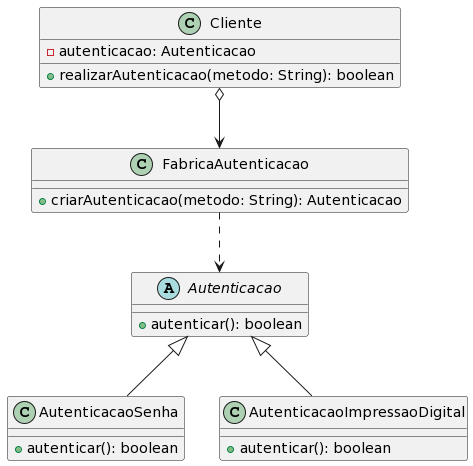 C Cliente
autenticacao: Autenticacao
realizarAutenticacao(metodo: String): boolean
C FabricaAutenticacao
criarAutenticacao(metodo: String): Autenticacao
A Autenticacao
autenticar(): boolean
C AutenticacaoSenha
autenticar(): boolean
C AutenticacaoImpressaoDigital
autenticar(): boolean